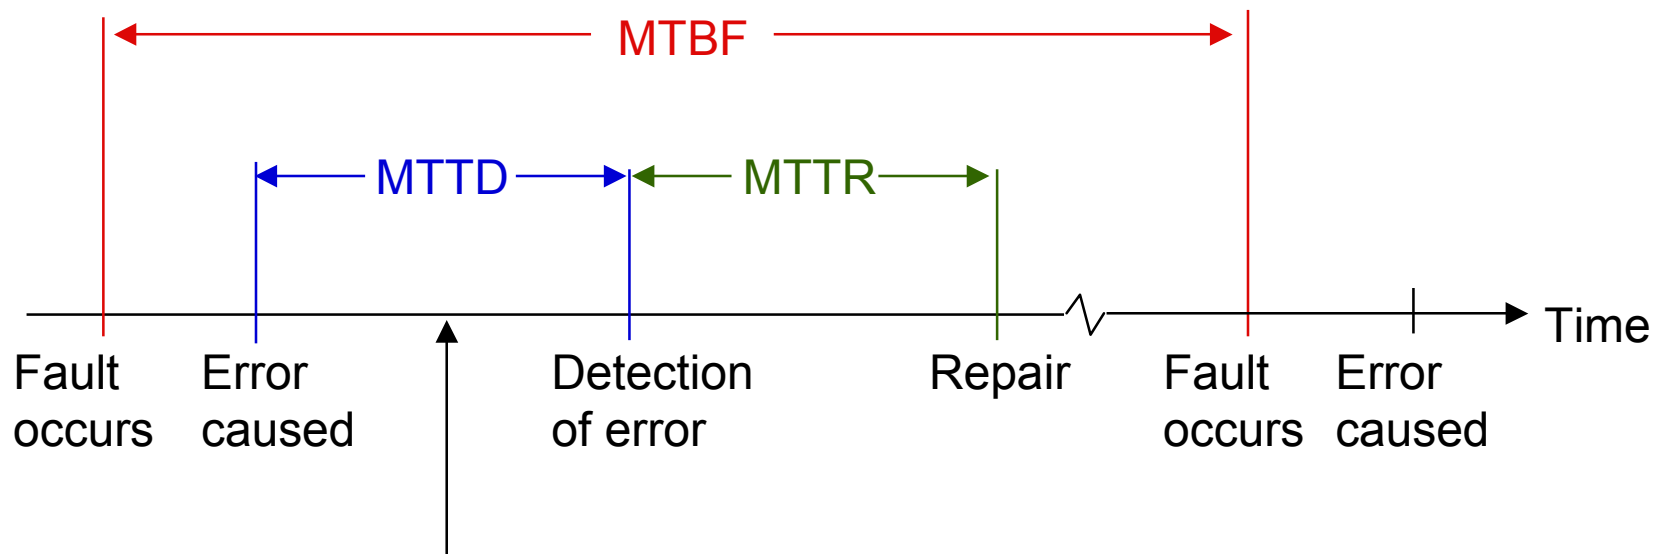 MTBF
MTTD
MTTR
Time
Fault
occurs
Error
caused
Detection
of error
Repair
Fault
occurs
Error
caused